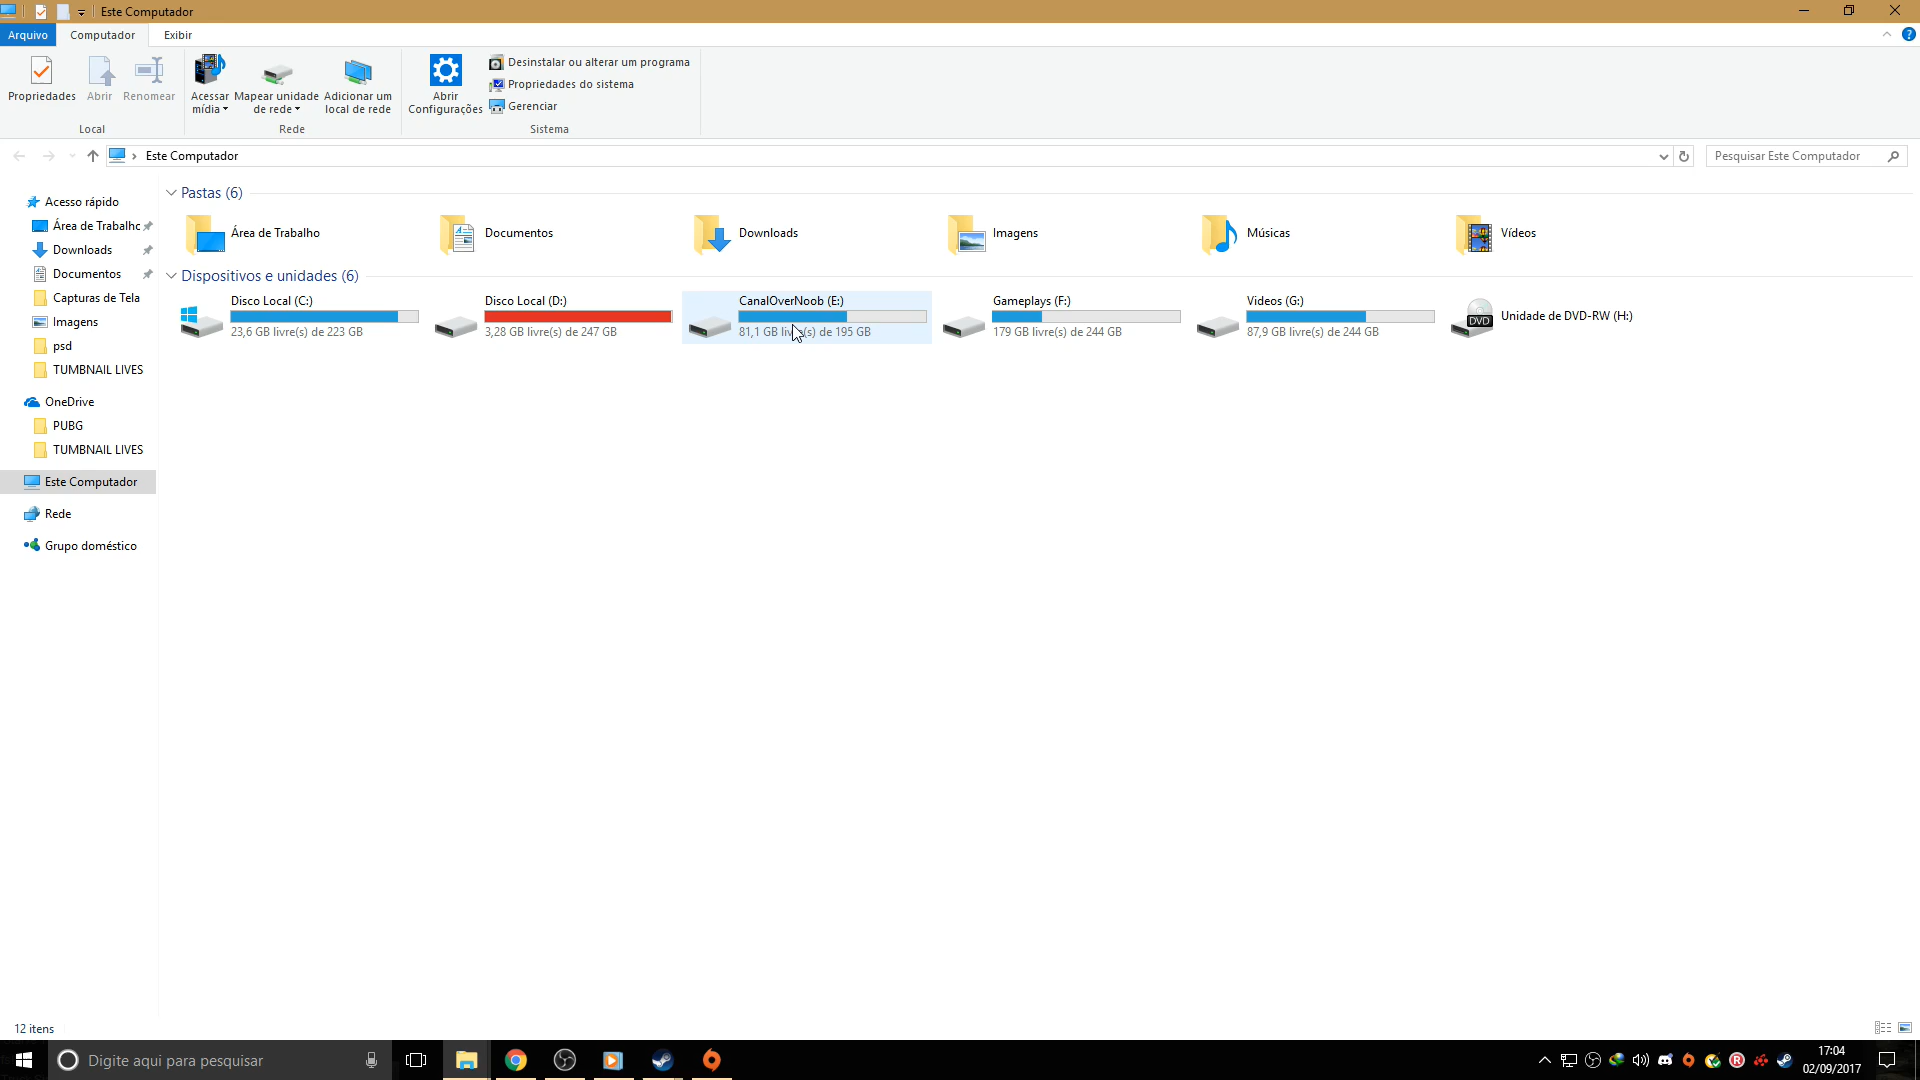 Este Computador
Arquivo
Computador
Exibir
Propriedades
Abrir
Renomear
Acessar mídia
Mapear unidade de rede
Adicionar um local de rede
Abrir Configurações
Desinstalar ou alterar um programa
Propriedades do sistema
Gerenciar
Local
Rede
Sistema
Este Computador
Pesquisar Este Computador
Acesso rápido
Área de Trabalho
Downloads
Documentos
Capturas de Tela
Imagens
psd
TUMBNAIL LIVES
OneDrive
PUBG
TUMBNAIL LIVES
Este Computador
Rede
Grupo doméstico
Pastas (6)
Área de Trabalho
Documentos
Downloads
Imagens
Músicas
Vídeos
Dispositivos e unidades (6)
Disco Local (C:)
23,6 GB livre(s) de 223 GB
Disco Local (D:)
3,28 GB livre(s) de 247 GB
CanalOverNoob (E:)
81,1 GB livre(s) de 195 GB
Gameplays (F:)
179 GB livre(s) de 244 GB
Videos (G:)
87,9 GB livre(s) de 244 GB
DVD
Unidade de DVD-RW (H:)
12 itens
Digite aqui para pesquisar
17:04
02/09/2017